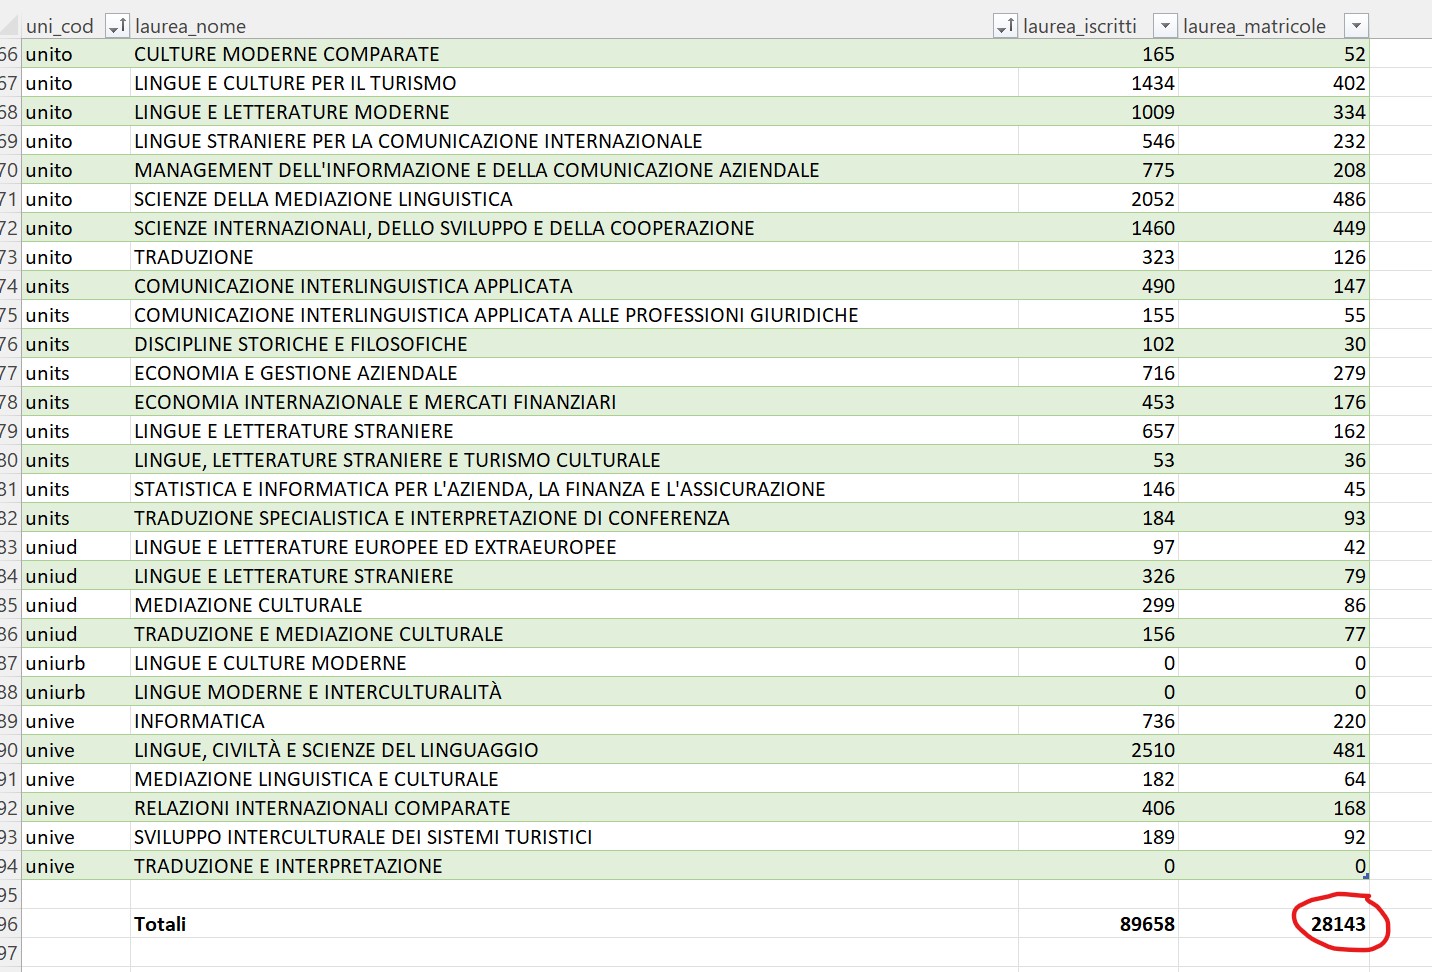 uni_cod laurea_nome laurea_iscritti laurea_matricole
66 unito CULTURE MODERNE COMPARATE 165 52
67 unito LINGUE E CULTURE PER IL TURISMO 1434 402
68 unito LINGUE E LETTERATURE MODERNE 1009 334
69 unito LINGUE STRANIERE PER LA COMUNICAZIONE INTERNAZIONALE 546 232
70 unito MANAGEMENT DELL'INFORMAZIONE E DELLA COMUNICAZIONE AZIENDALE 775 208
71 unito SCIENZE DELLA MEDIAZIONE LINGUISTICA 2052 486
72 unito SCIENZE INTERNAZIONALI, DELLO SVILUPPO E DELLA COOPERAZIONE 1460 449
73 unito TRADUZIONE 323 126
74 units COMUNICAZIONE INTERLINGUISTICA APPLICATA 490 147
75 units COMUNICAZIONE INTERLINGUISTICA APPLICATA ALLE PROFESSIONI GIURIDICHE 155 55
76 units DISCIPLINE STORICHE E FILOSOFICHE 102 30
77 units ECONOMIA E GESTIONE AZIENDALE 716 279
78 units ECONOMIA INTERNAZIONALE E MERCATI FINANZIARI 453 176
79 units LINGUE E LETTERATURE STRANIERE 657 162
80 units LINGUE, LETTERATURE STRANIERE E TURISMO CULTURALE 53 36
81 units STATISTICA E INFORMATICA PER L'AZIENDA, LA FINANZA E L'ASSICURAZIONE 146 45
82 units TRADUZIONE SPECIALISTICA E INTERPRETAZIONE DI CONFERENZA 184 93
83 uniud LINGUE E LETTERATURE EUROPEE ED EXTRAEUROPEE 97 42
84 uniud LINGUE E LETTERATURE STRANIERE 326 79
85 uniud MEDIAZIONE CULTURALE 299 86
86 uniud TRADUZIONE E MEDIAZIONE CULTURALE 156 77
87 uniurb LINGUE E CULTURE MODERNE 0 0
88 uniurb LINGUE MODERNE E INTERCULTURALITÀ 0 0
89 unive INFORMATICA 736 220
90 unive LINGUE, CIVILTÀ E SCIENZE DEL LINGUAGGIO 2510 481
91 unive MEDIAZIONE LINGUISTICA E CULTURALE 182 64
92 unive RELAZIONI INTERNAZIONALI COMPARATE 406 168
93 unive SVILUPPO INTERCULTURALE DEI SISTEMI TURISTICI 189 92
94 unive TRADUZIONE E INTERPRETAZIONE 0 0
95
96 Totali 89658 28143
97